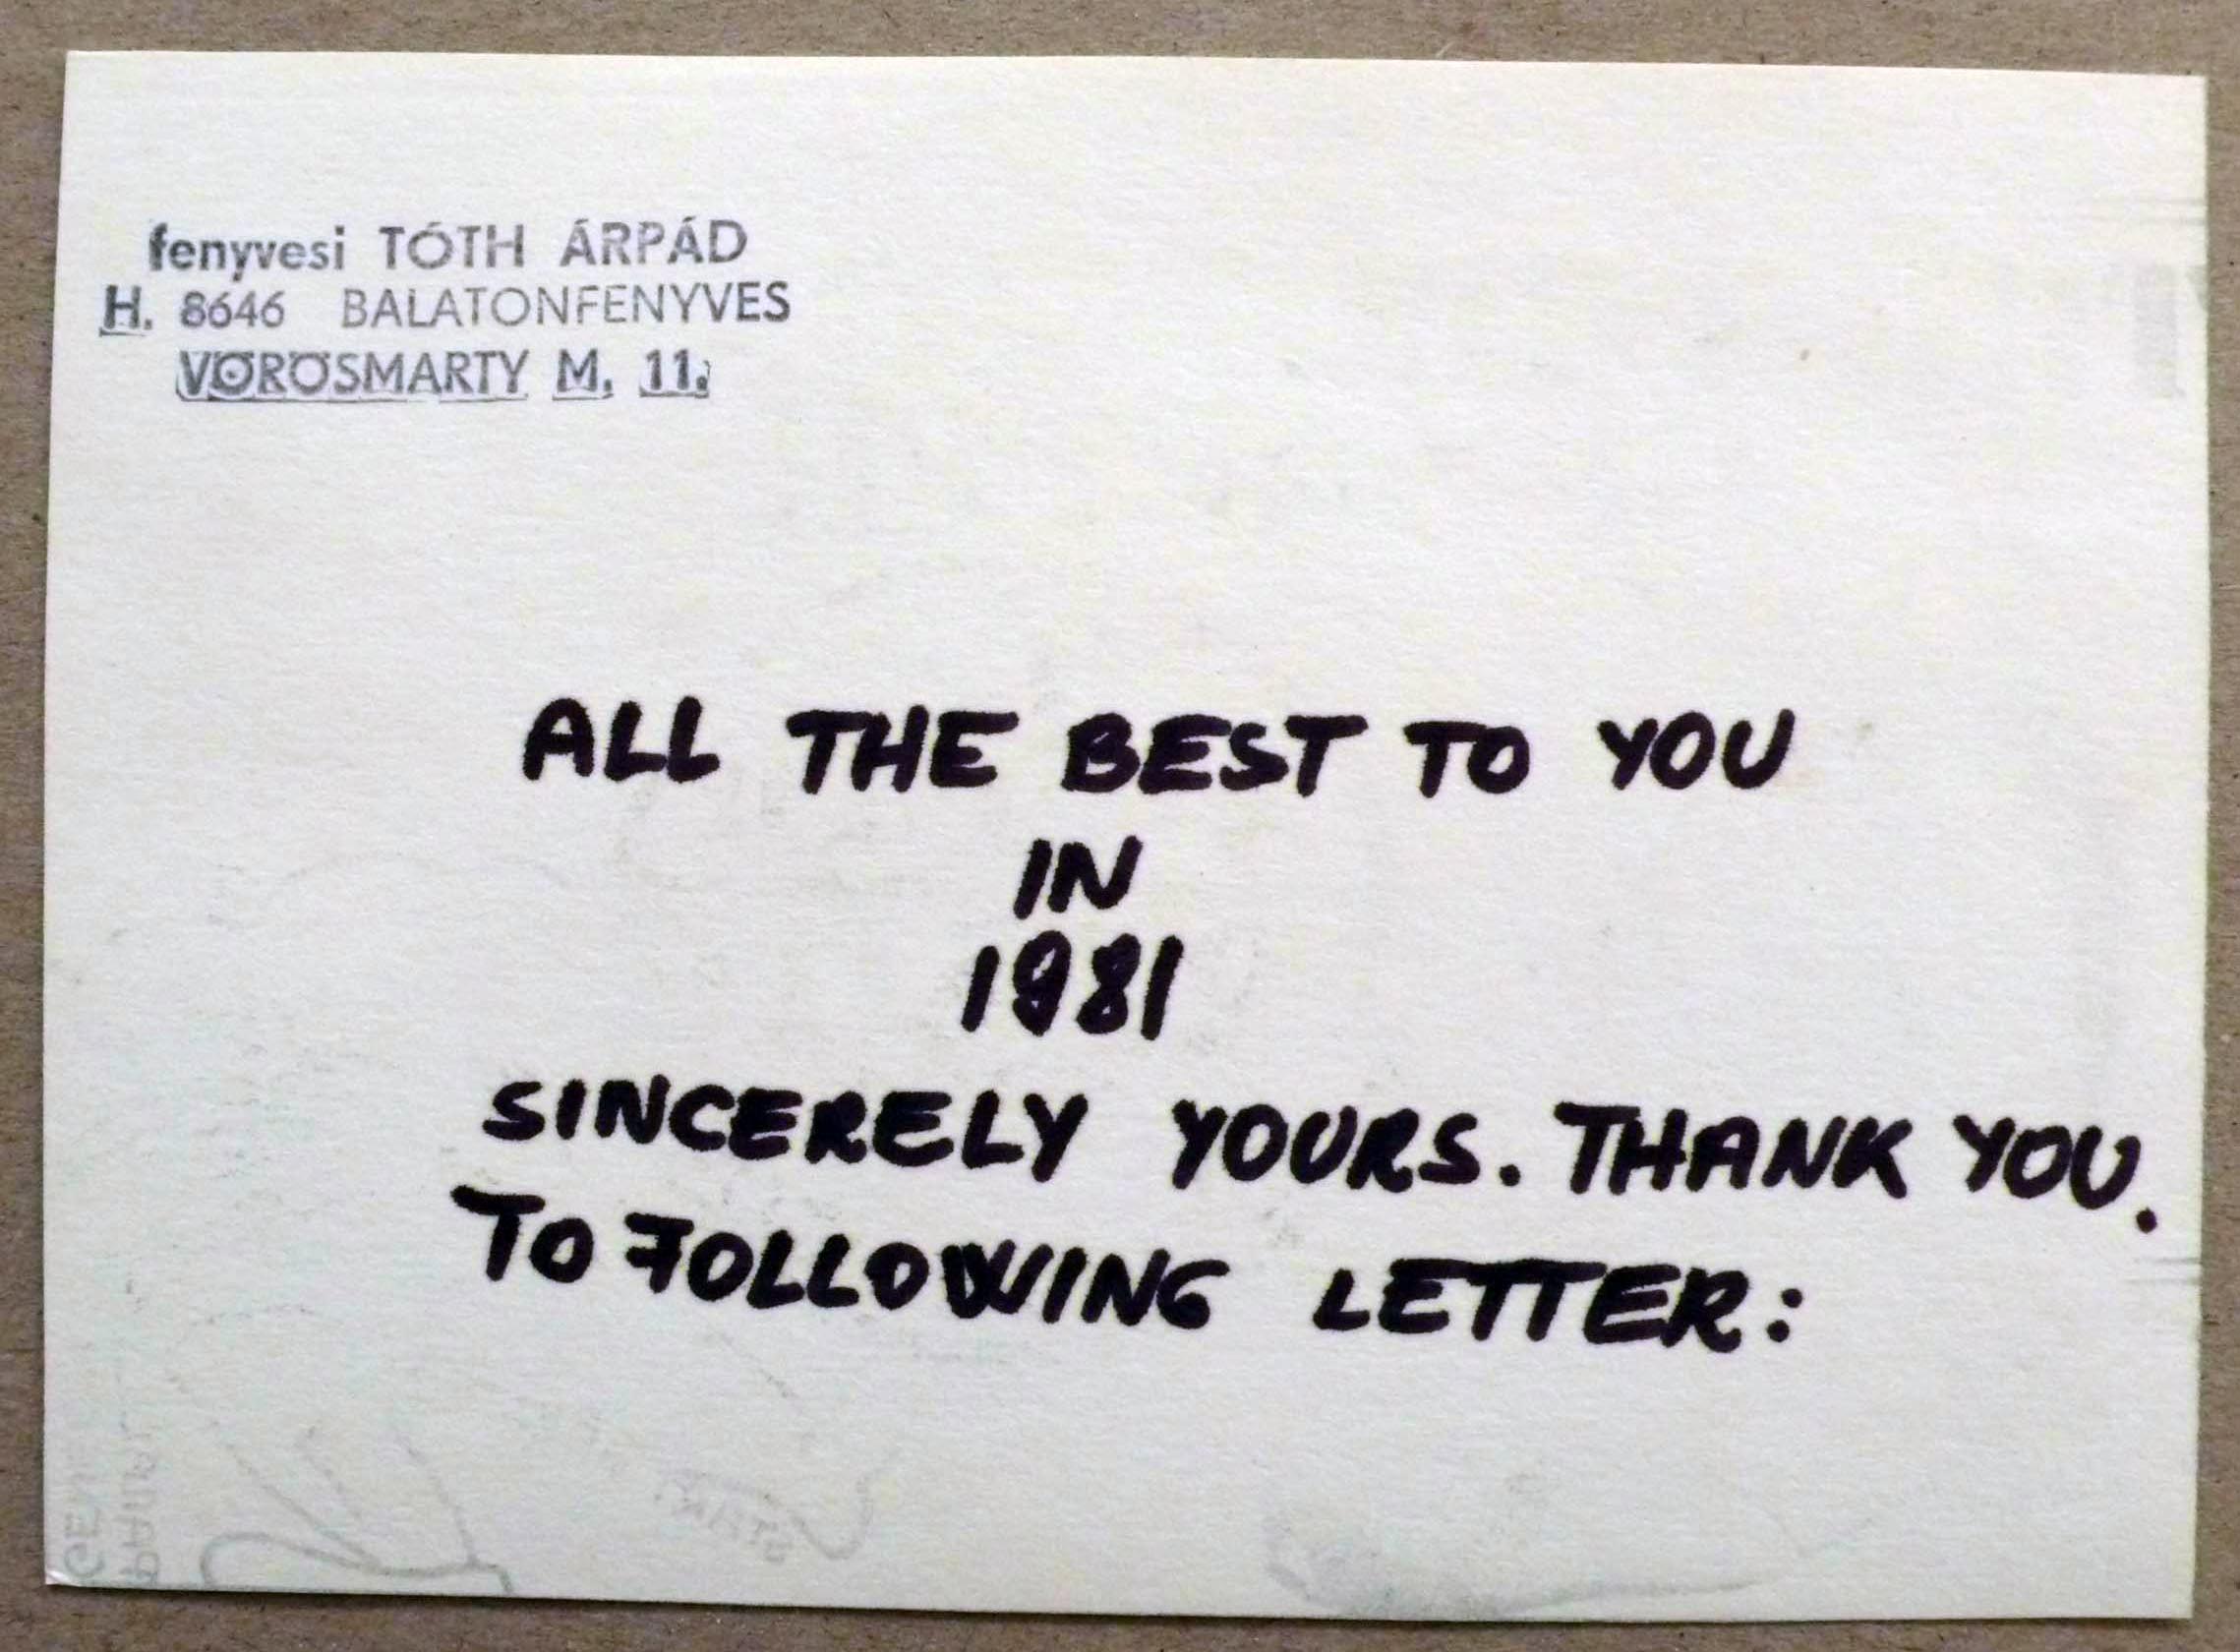 fenyvesi TÓTH ÁRPÁD
H. 8646 BALATONFENYVES
VÖRÖSMARTY M. 11.
ALL THE BEST TO YOU
IN
1981
SINCERELY YOURS. THANK YOU.
TO FOLLOWING LETTER: